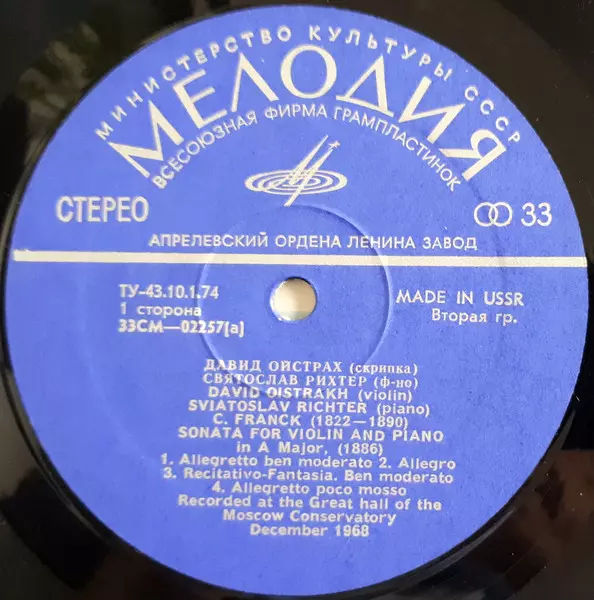 МИНИСТЕРСТВО КУЛЬТУРЫ СССР
МЕЛОДИЯ
ВСЕСОЮЗНАЯ ФИРМА ГРАМПЛАСТИНОК
СТЕРЕО
33
АПРЕЛЕВСКИЙ ОРДЕНА ЛЕНИНА ЗАВОД
ТУ-43.10.1.74
1 сторона
33СМ—02257[а]
MADE IN USSR
Вторая гр.
ДАВИД ОЙСТРАХ (скрипка)
СВЯТОСЛАВ РИХТЕР (ф-но)
DAVID OISTRAKH (violin)
SVIATOSLAV RICHTER (piano)
C. FRANCK (1822—1890)
SONATA FOR VIOLIN AND PIANO
in A Major, (1886)
1. Allegretto ben moderato 2. Allegro
3. Recitativo-Fantasia. Ben moderato
4. Allegretto poco mosso
Recorded at the Great hall of the
Moscow Conservatory
December 1968